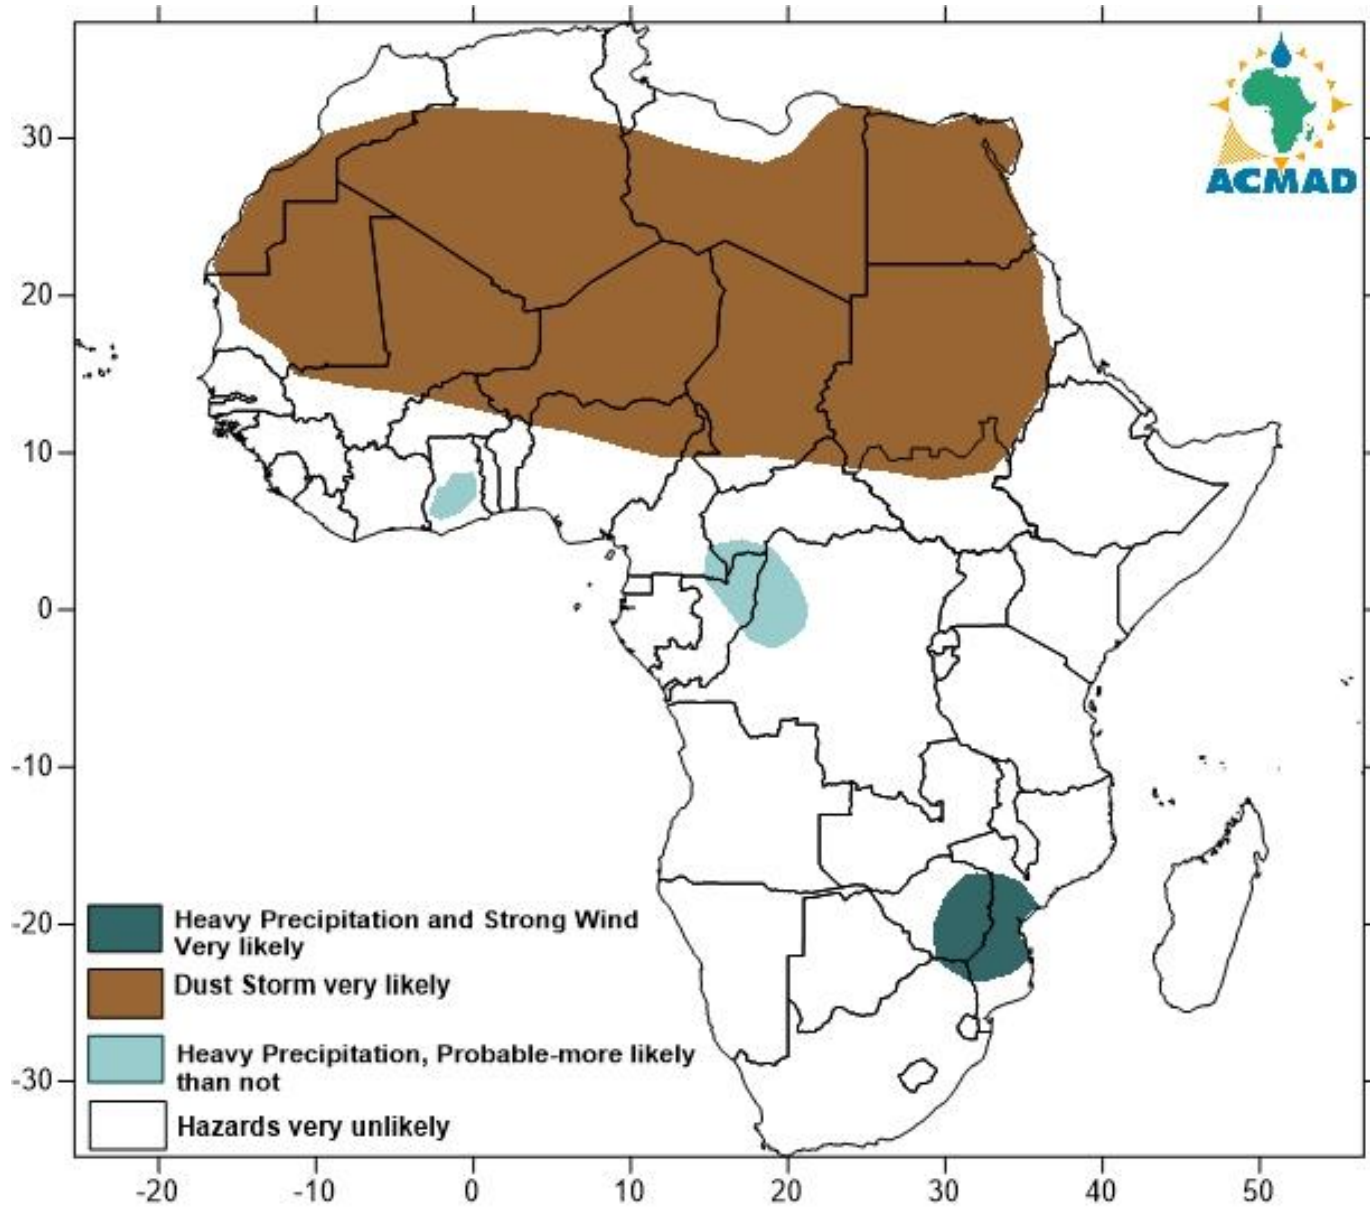 ACMAD
30
20
10
0
-10
-20
-30
Heavy Precipitation and Strong Wind
Very likely
Dust Storm very likely
Heavy Precipitation, Probable-more likely
than not
Hazards very unlikely
-20 -10 0 10 20 30 40 50